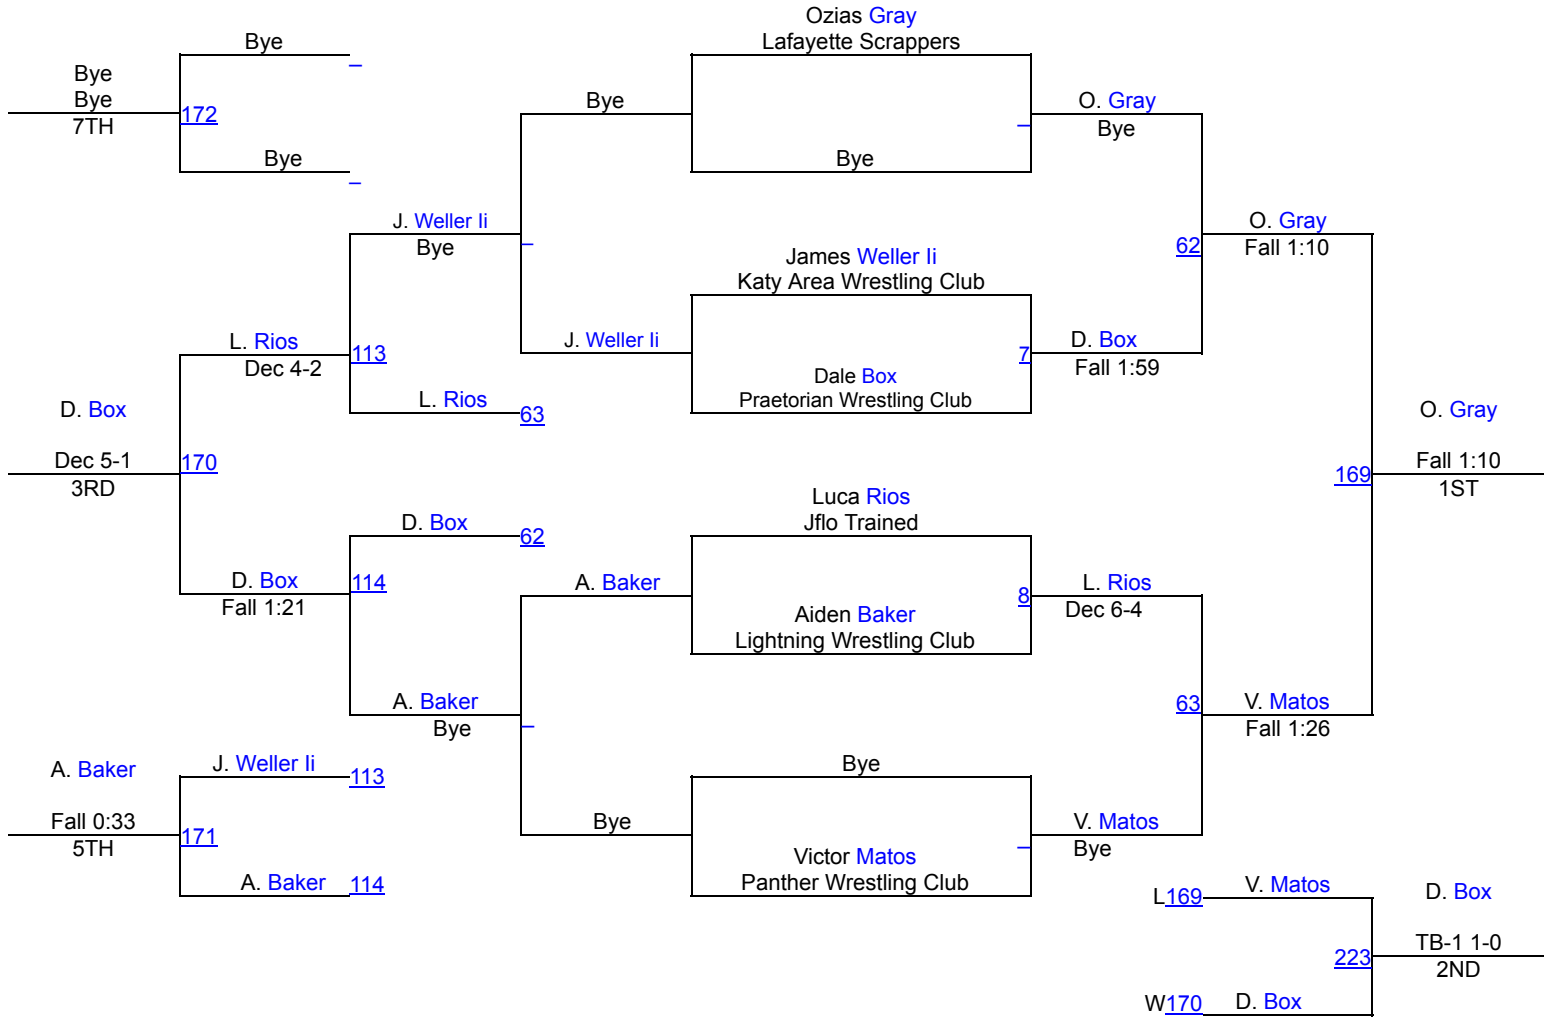 Ozias Gray
Lafayette Scrappers
Bye
Bye
Bye
7TH
172
Bye
Bye
O. Gray
Bye
Bye
J. Weller Ii
Bye
O. Gray
Fall 1:10
62
James Weller Ii
Katy Area Wrestling Club
L. Rios
Dec 4-2
113
J. Weller Ii
7
D. Box
Fall 1:59
Dale Box
Praetorian Wrestling Club
L. Rios
63
D. Box
Dec 5-1
3RD
170
O. Gray
Fall 1:10
1ST
169
Luca Rios
Jflo Trained
D. Box
62
D. Box
Fall 1:21
114
A. Baker
8
L. Rios
Dec 6-4
Aiden Baker
Lightning Wrestling Club
A. Baker
Bye
63
V. Matos
Fall 1:26
A. Baker
Fall 0:33
5TH
J. Weller Ii
113
171
A. Baker
114
Bye
Bye
V. Matos
Bye
Victor Matos
Panther Wrestling Club
L169
V. Matos
D. Box
TB-1 1-0
2ND
223
W170
D. Box